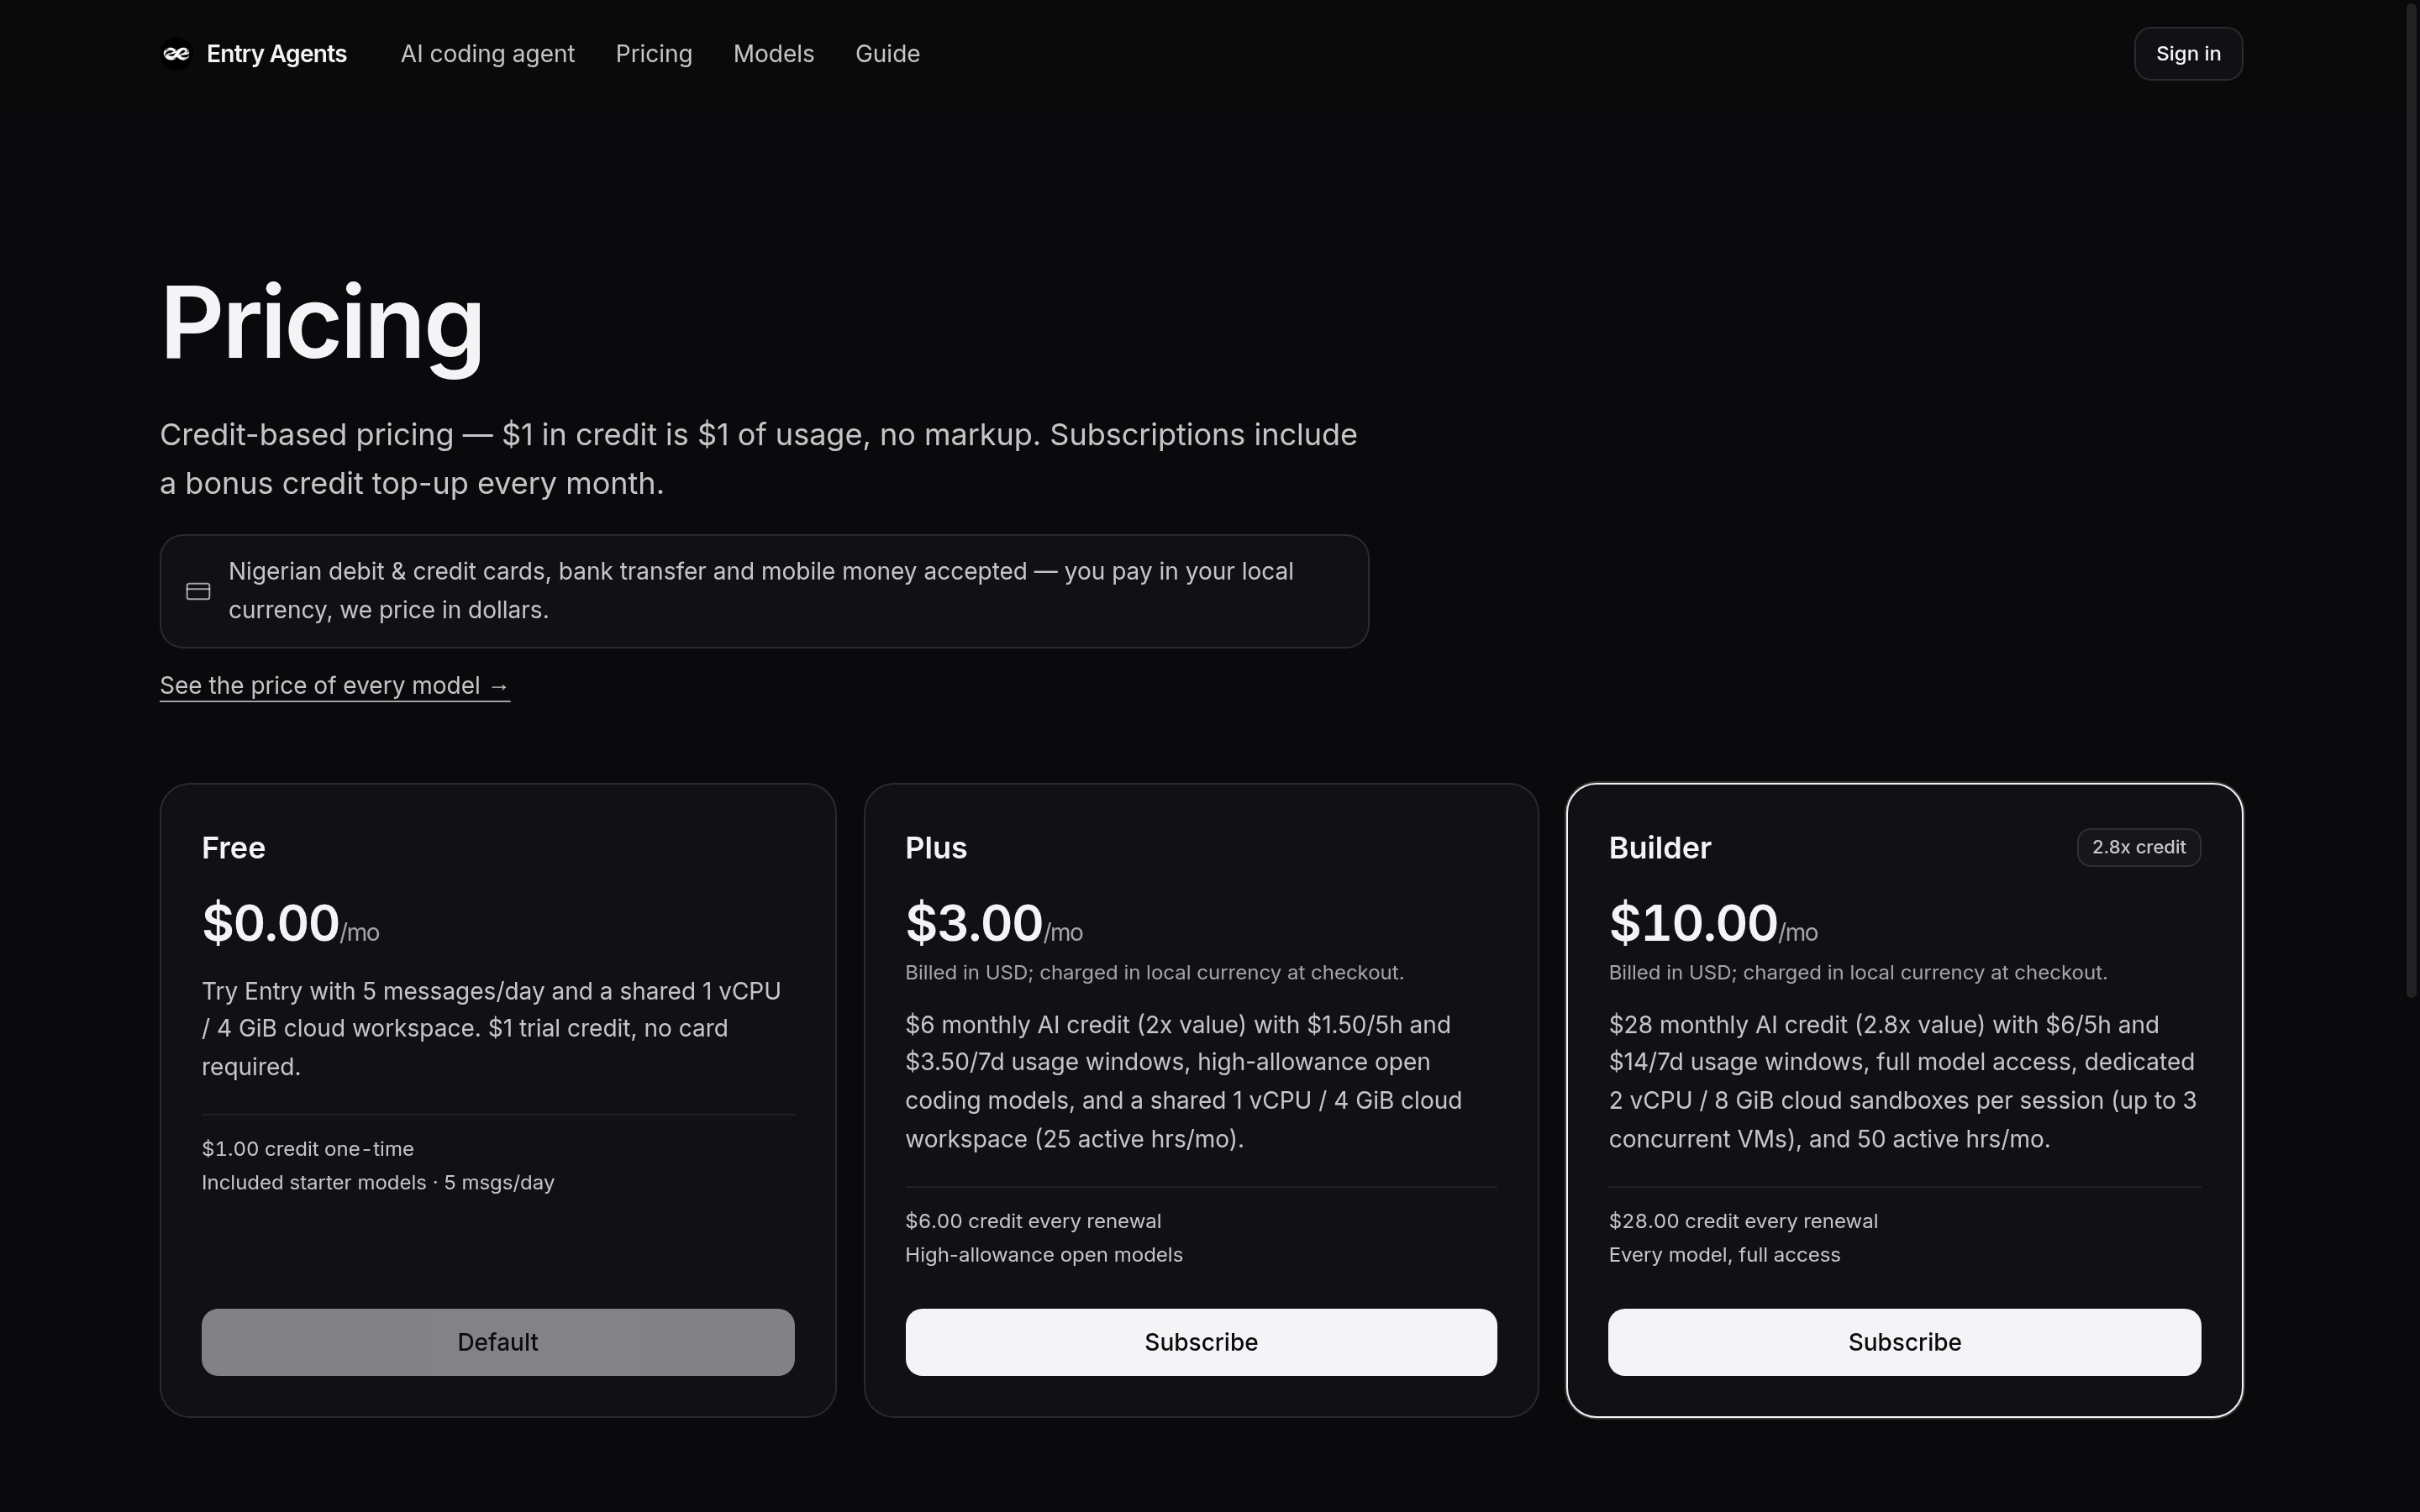 Entry Agents
AI coding agent
Pricing
Models
Guide
Sign in
Pricing
Credit-based pricing — $1 in credit is $1 of usage, no markup. Subscriptions include
a bonus credit top-up every month.
Nigerian debit & credit cards, bank transfer and mobile money accepted — you pay in your local
currency, we price in dollars.
See the price of every model →
Free
$0.00/mo
Try Entry with 5 messages/day and a shared 1 vCPU
/ 4 GiB cloud workspace. $1 trial credit, no card
required.
$1.00 credit one-time
Included starter models · 5 msgs/day
Default
Plus
$3.00/mo
Billed in USD; charged in local currency at checkout.
$6 monthly AI credit (2x value) with $1.50/5h and
$3.50/7d usage windows, high-allowance open
coding models, and a shared 1 vCPU / 4 GiB cloud
workspace (25 active hrs/mo).
$6.00 credit every renewal
High-allowance open models
Subscribe
Builder
2.8x credit
$10.00/mo
Billed in USD; charged in local currency at checkout.
$28 monthly AI credit (2.8x value) with $6/5h and
$14/7d usage windows, full model access, dedicated
2 vCPU / 8 GiB cloud sandboxes per session (up to 3
concurrent VMs), and 50 active hrs/mo.
$28.00 credit every renewal
Every model, full access
Subscribe